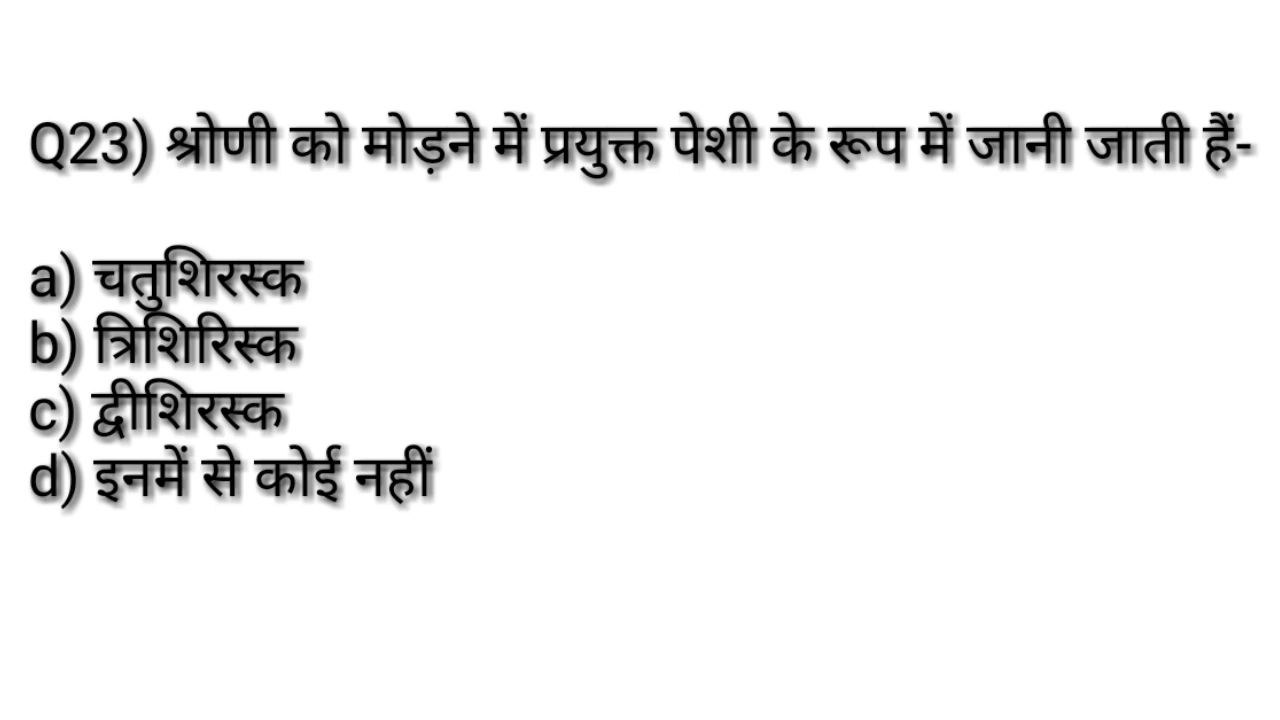 Q23) श्रोणी को मोड़ने में प्रयुक्त पेशी के रूप में जानी जाती हैं-
a) चतुशिरस्क
b) त्रिशिरिस्क
c) द्वीशिरस्क
d) इनमें से कोई नहीं